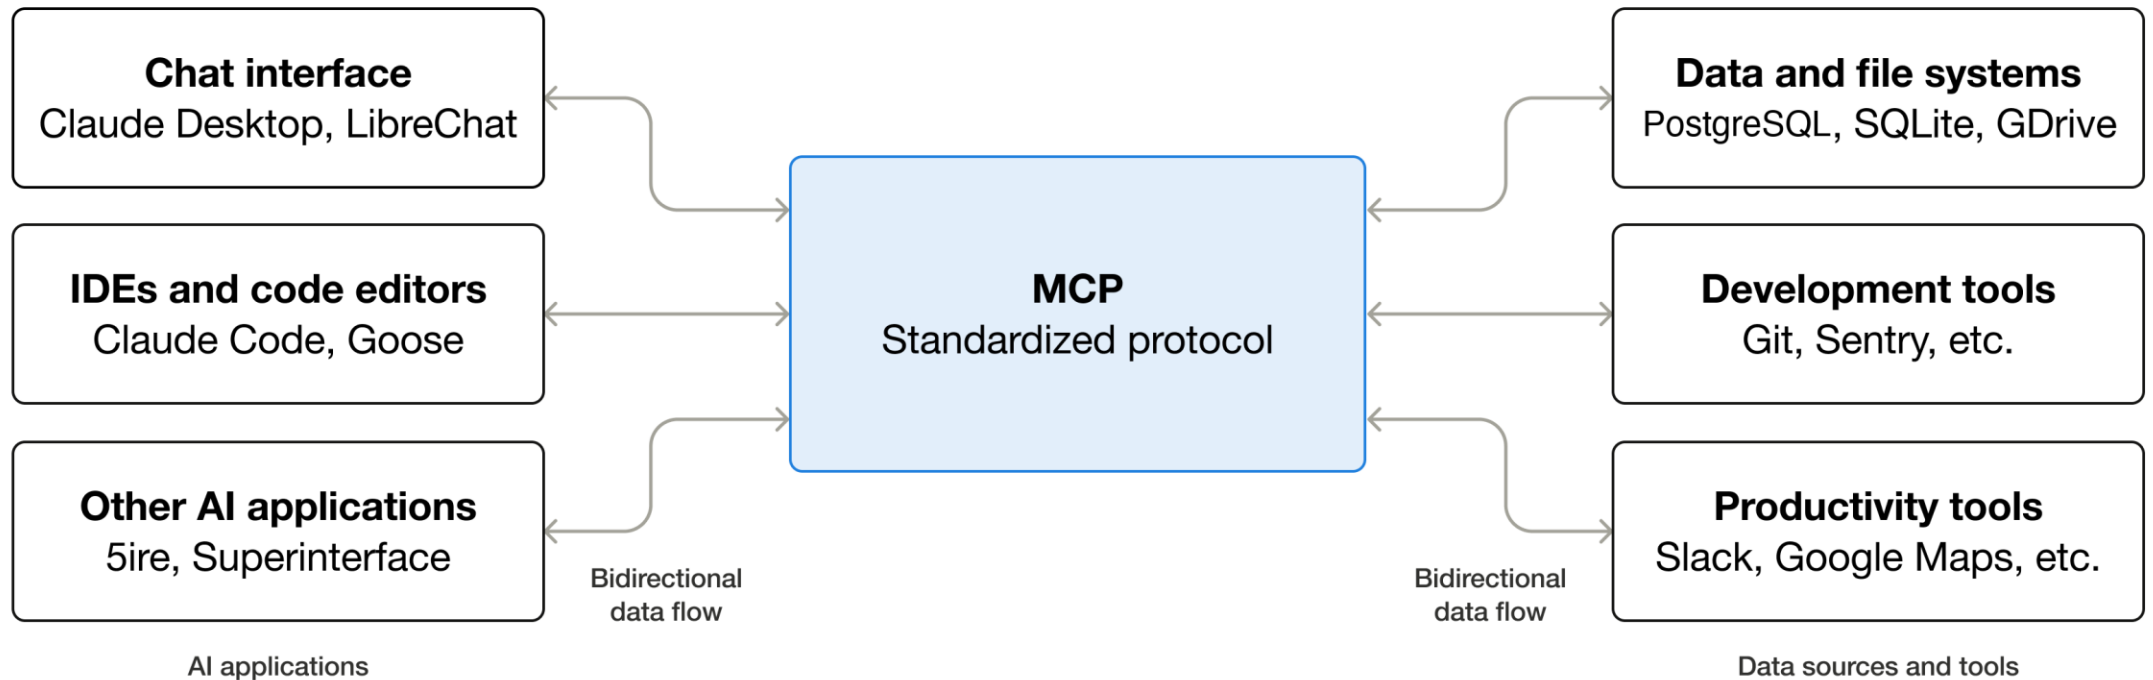 Chat interface
Claude Desktop, LibreChat
IDEs and code editors
Claude Code, Goose
Other AI applications
5ire, Superinterface
AI applications
Bidirectional
data flow
MCP
Standardized protocol
Bidirectional
data flow
Data and file systems
PostgreSQL, SQLite, GDrive
Development tools
Git, Sentry, etc.
Productivity tools
Slack, Google Maps, etc.
Data sources and tools